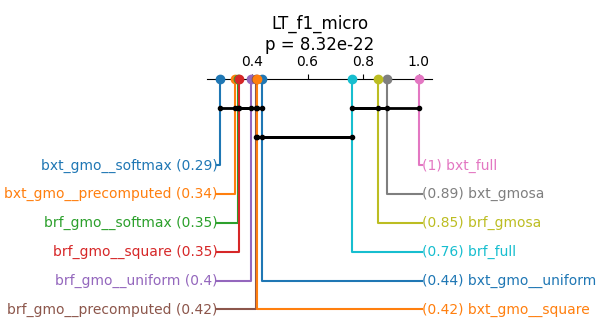 LT_f1_micro
p = 8.32e-22
0.4 0.6 0.8 1.0
bxt_gmo__softmax (0.29) (1) bxt_full
bxt_gmo__precomputed (0.34) (0.89) bxt_gmosa
brf_gmo__softmax (0.35) (0.85) brf_gmosa
brf_gmo__square (0.35) (0.76) brf_full
brf_gmo__uniform (0.4) (0.44) bxt_gmo__uniform
brf_gmo__precomputed (0.42) (0.42) bxt_gmo__square